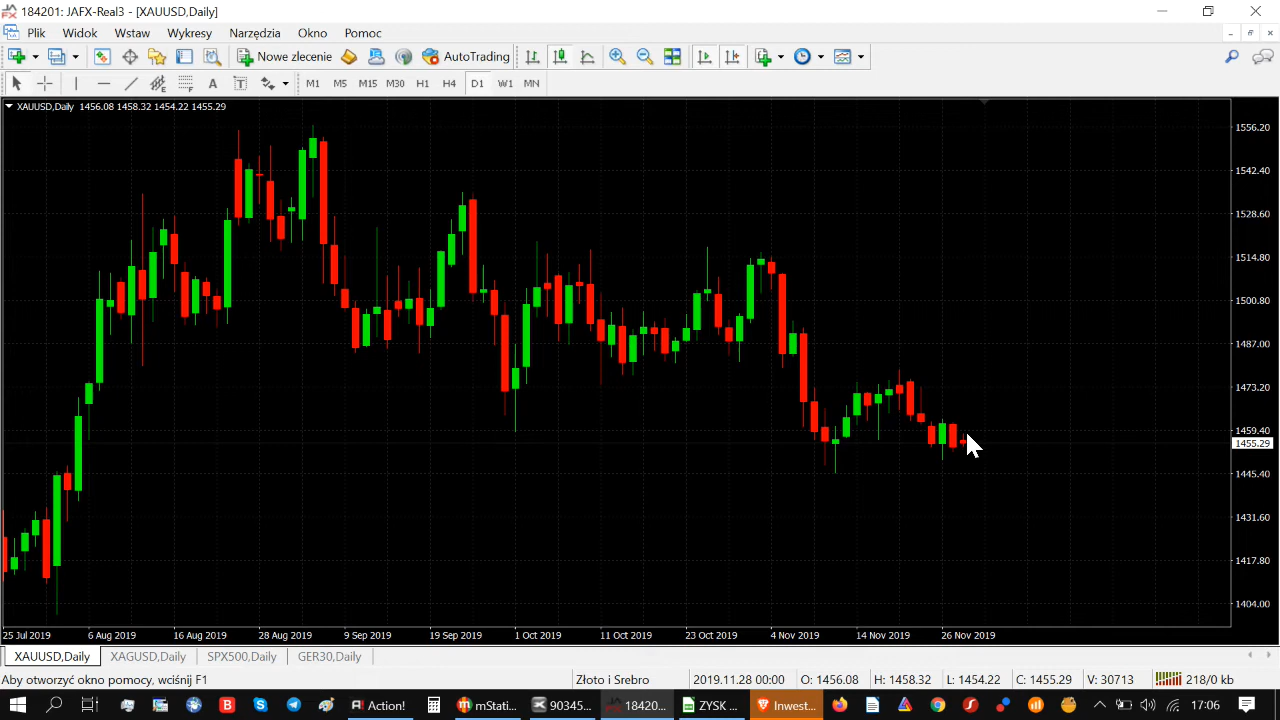 184201: JAFX-Real3 - [XAUUSD,Daily]
Plik Widok Wstaw Wykresy Narzędzia Okno Pomoc
Nowe zlecenie AutoTrading
A T M1 M5 M15 M30 H1 H4 D1 W1 MN
XAUUSD,Daily 1456.08 1458.32 1454.22 1455.29
1556.20
1542.40
1528.60
1514.80
1500.80
1487.00
1473.20
1459.40
1455.29
1445.40
1431.60
1417.80
1404.00
25 Jul 2019 6 Aug 2019 16 Aug 2019 28 Aug 2019 9 Sep 2019 19 Sep 2019 1 Oct 2019 11 Oct 2019 23 Oct 2019 4 Nov 2019 14 Nov 2019 26 Nov 2019
XAUUSD,Daily XAGUSD,Daily SPX500,Daily GER30,Daily
Aby otworzyć okno pomocy, wciśnij F1 Złoto i Srebro 2019.11.28 00:00 O: 1456.08 H: 1458.32 L: 1454.22 C: 1455.29 V: 30713 218/0 kb
Action! mStati... 90345... 18420... ZYSK ... Invest... 17:06